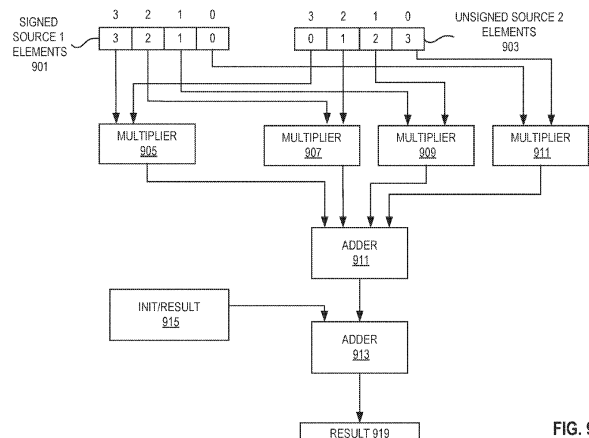 SIGNED
SOURCE 1
ELEMENTS
901
3 2 1 0
3 2 1 0
3 2 1 0
0 1 2 3
UNSIGNED SOURCE 2
ELEMENTS
903
MULTIPLIER
905
MULTIPLIER
907
MULTIPLIER
909
MULTIPLIER
911
ADDER
911
INIT/RESULT
915
ADDER
913
RESULT 919
FIG. 9